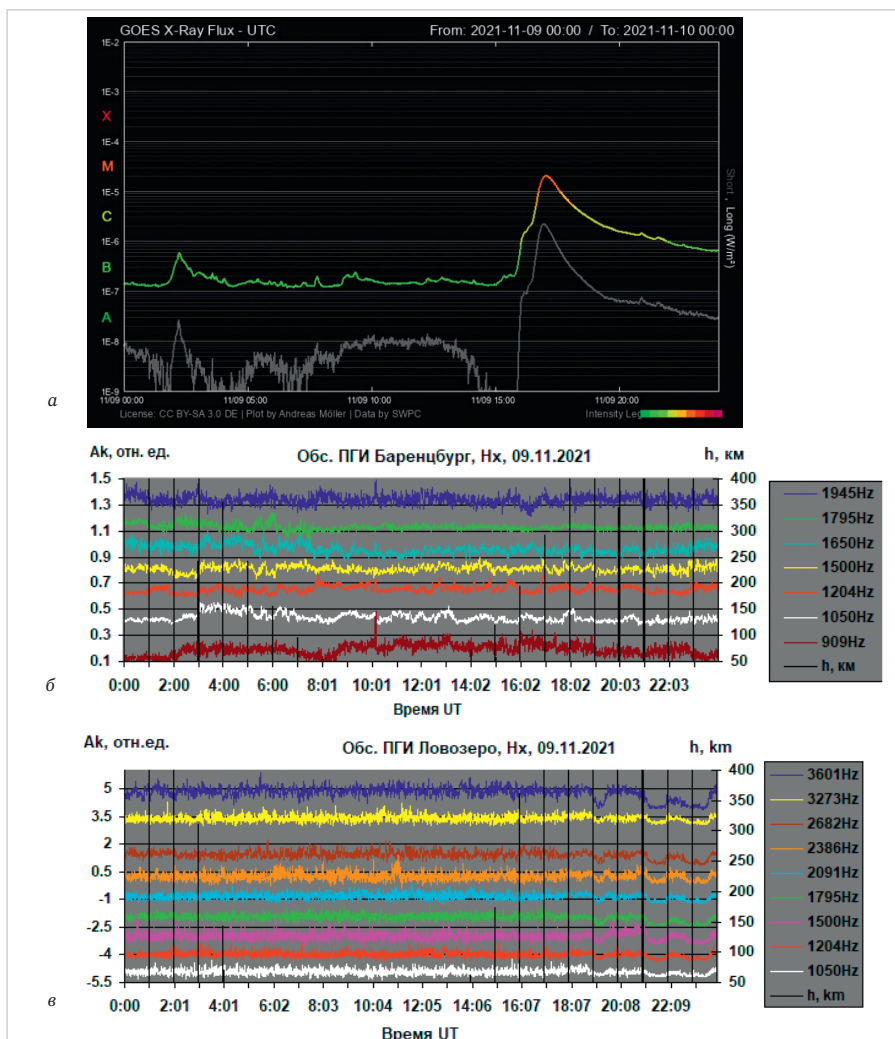 GOES X-Ray Flux - UTC From: 2021-11-09 00:00 / To: 2021-11-10 00:00
1E-2
1E-3
X
1E-4
M
1E-5
C
1E-6
B
1E-7
A
1E-8
1E-9
Short , Long (W/m²)
11/09 00:00 11/09 05:00 11/09 10:00 11/09 15:00 11/09 20:00
License: CC BY-SA 3.0 DE | Plot by Andreas Möller | Data by SWPC
а
Ak, отн. ед. Обс. ПГИ Баренцбург, Нх, 09.11.2021 h, км
1.5 400
1.3 350
1.1 300
0.9 250
0.7 200
0.5 150
0.3 100
0.1 50
1945Hz
1795Hz
1650Hz
1500Hz
1204Hz
1050Hz
909Hz
h, км
0:00 2:00 4:00 6:00 8:01 10:01 12:01 14:02 16:02 18:02 20:03 22:03
б
Время UT
Ak, отн.ед. Обс. ПГИ Ловозеро, Нх, 09.11.2021 h, km
5
3.5
2
0.5
-1
-2.5
-4
-5.5
400
350
300
250
200
150
100
50
3601Hz
3273Hz
2682Hz
2386Hz
2091Hz
1795Hz
1500Hz
1204Hz
1050Hz
h, km
0:00 2:01 4:01 6:02 8:03 10:04 12:05 14:06 16:07 18:07 20:08 22:09
в
Время UT